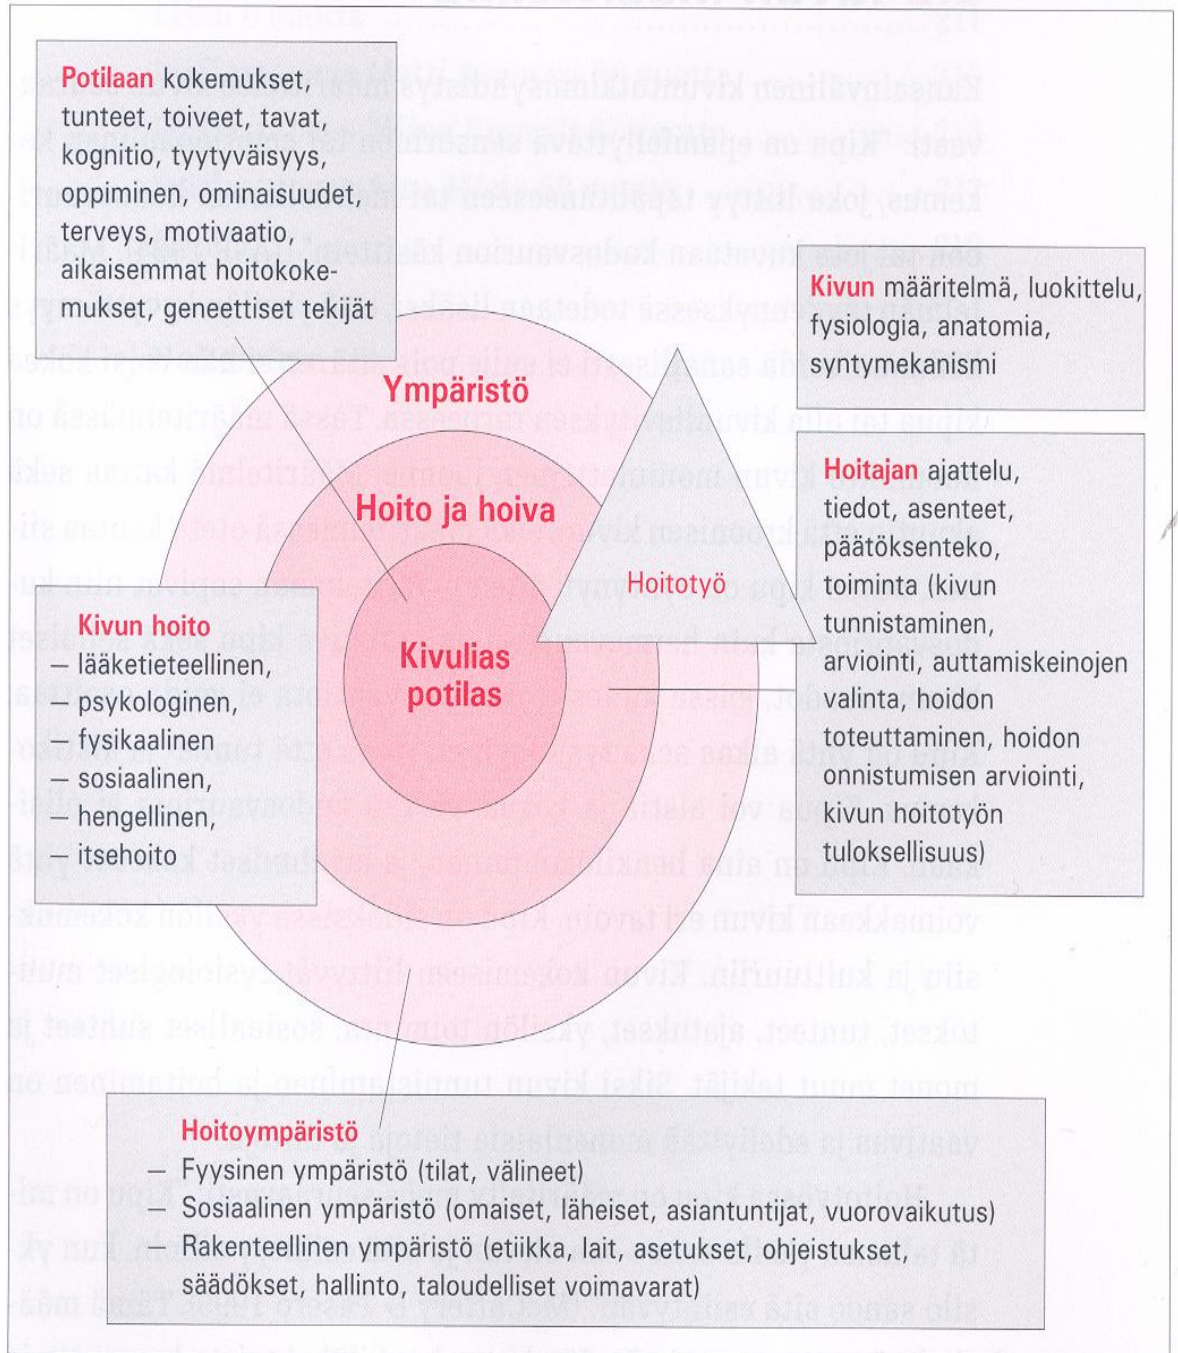 Potilaan kokemukset,
tunteet, toiveet, tavat,
kognitio, tyytyväisyys,
oppiminen, ominaisuudet,
terveys, motivaatio,
aikaisemmat hoitokoke-
mukset, geneettiset tekijät
Kivun määritelmä, luokittelu,
fysiologia, anatomia,
syntymekanismi
Ympäristö
Hoito ja hoiva
Kivulias
potilas
Hoitotyö
Hoitajan ajattelu,
tiedot, asenteet,
päätöksenteko,
toiminta (kivun
tunnistaminen,
arviointi, auttamiskeinojen
valinta, hoidon
toteuttaminen, hoidon
onnistumisen arviointi,
kivun hoitotyön
tuloksellisuus)
Kivun hoito
– lääketieteellinen,
– psykologinen,
– fysikaalinen
– sosiaalinen,
– hengellinen,
– itsehoito
Hoitoympäristö
– Fyysinen ympäristö (tilat, välineet)
– Sosiaalinen ympäristö (omaiset, läheiset, asiantuntijat, vuorovaikutus)
– Rakenteellinen ympäristö (etiikka, lait, asetukset, ohjeistukset,
säädökset, hallinto, taloudelliset voimavarat)